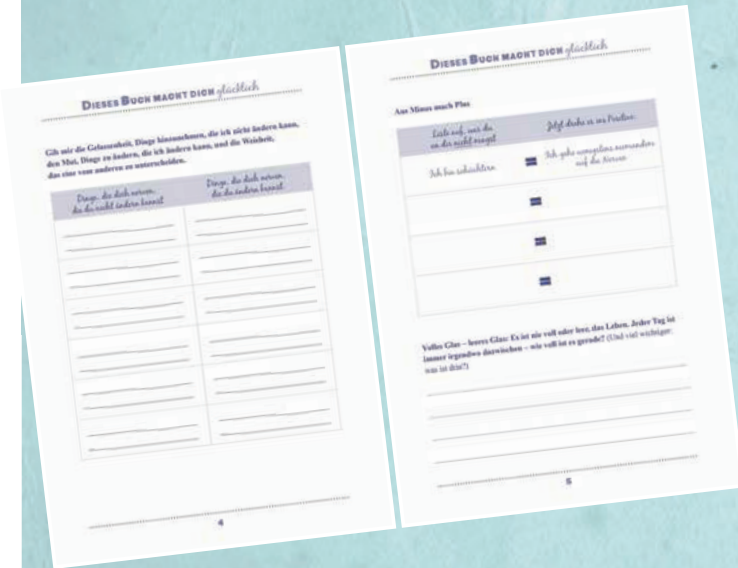 DIESES BUCH MACHT DICH glücklich
Gib mir die Gelassenheit, Dinge hinzunehmen, die ich nicht ändern kann,
den Mut, Dinge zu ändern, die ich ändern kann, und die Weisheit,
das eine vom anderen zu unterscheiden.
Dinge, die dich nerven,
die du nicht ändern kannst
Dinge, die dich nerven,
die du ändern kannst
4
DIESES BUCH MACHT DICH glücklich
Aus Minus mach Plus
Liste auf, was du
an dir nicht magst
Jetzt drehe es ins Positive
Ich bin schüchtern
=
Ich gehe wenigstens niemandem
auf die Nerven
=
=
=
Volles Glas – leeres Glas: Es ist nie voll oder leer, das Leben. Jeder Tag ist
immer irgendwo dazwischen – wie voll ist es gerade? (Und viel wichtiger:
was ist drin?)
5